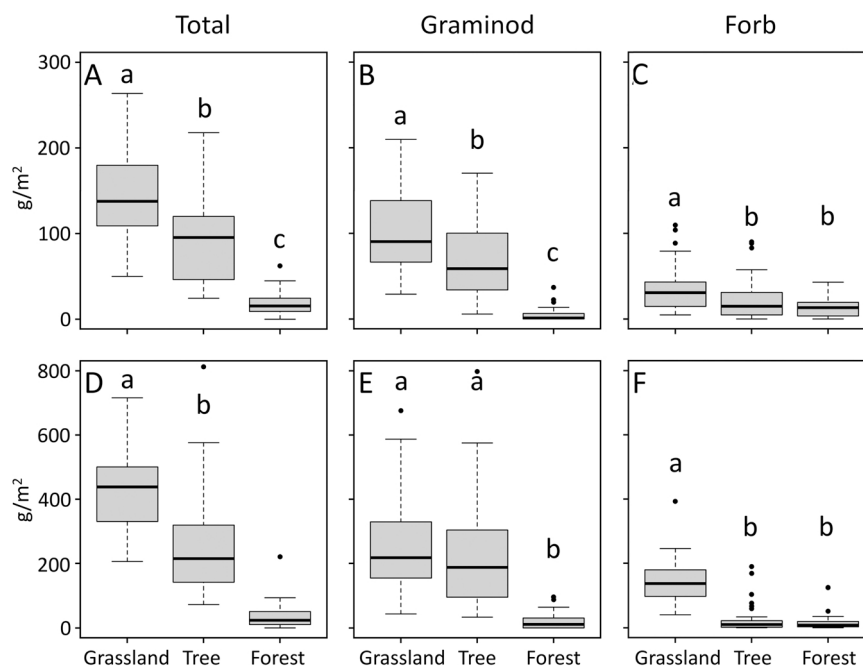 Total Graminod Forb
300 A a B C
b
a
200 b
g/m²
a
100 c c b b
0
800 D a E a a F
b
600
a
g/m²
400
b b b
200
0
Grassland Tree Forest Grassland Tree Forest Grassland Tree Forest